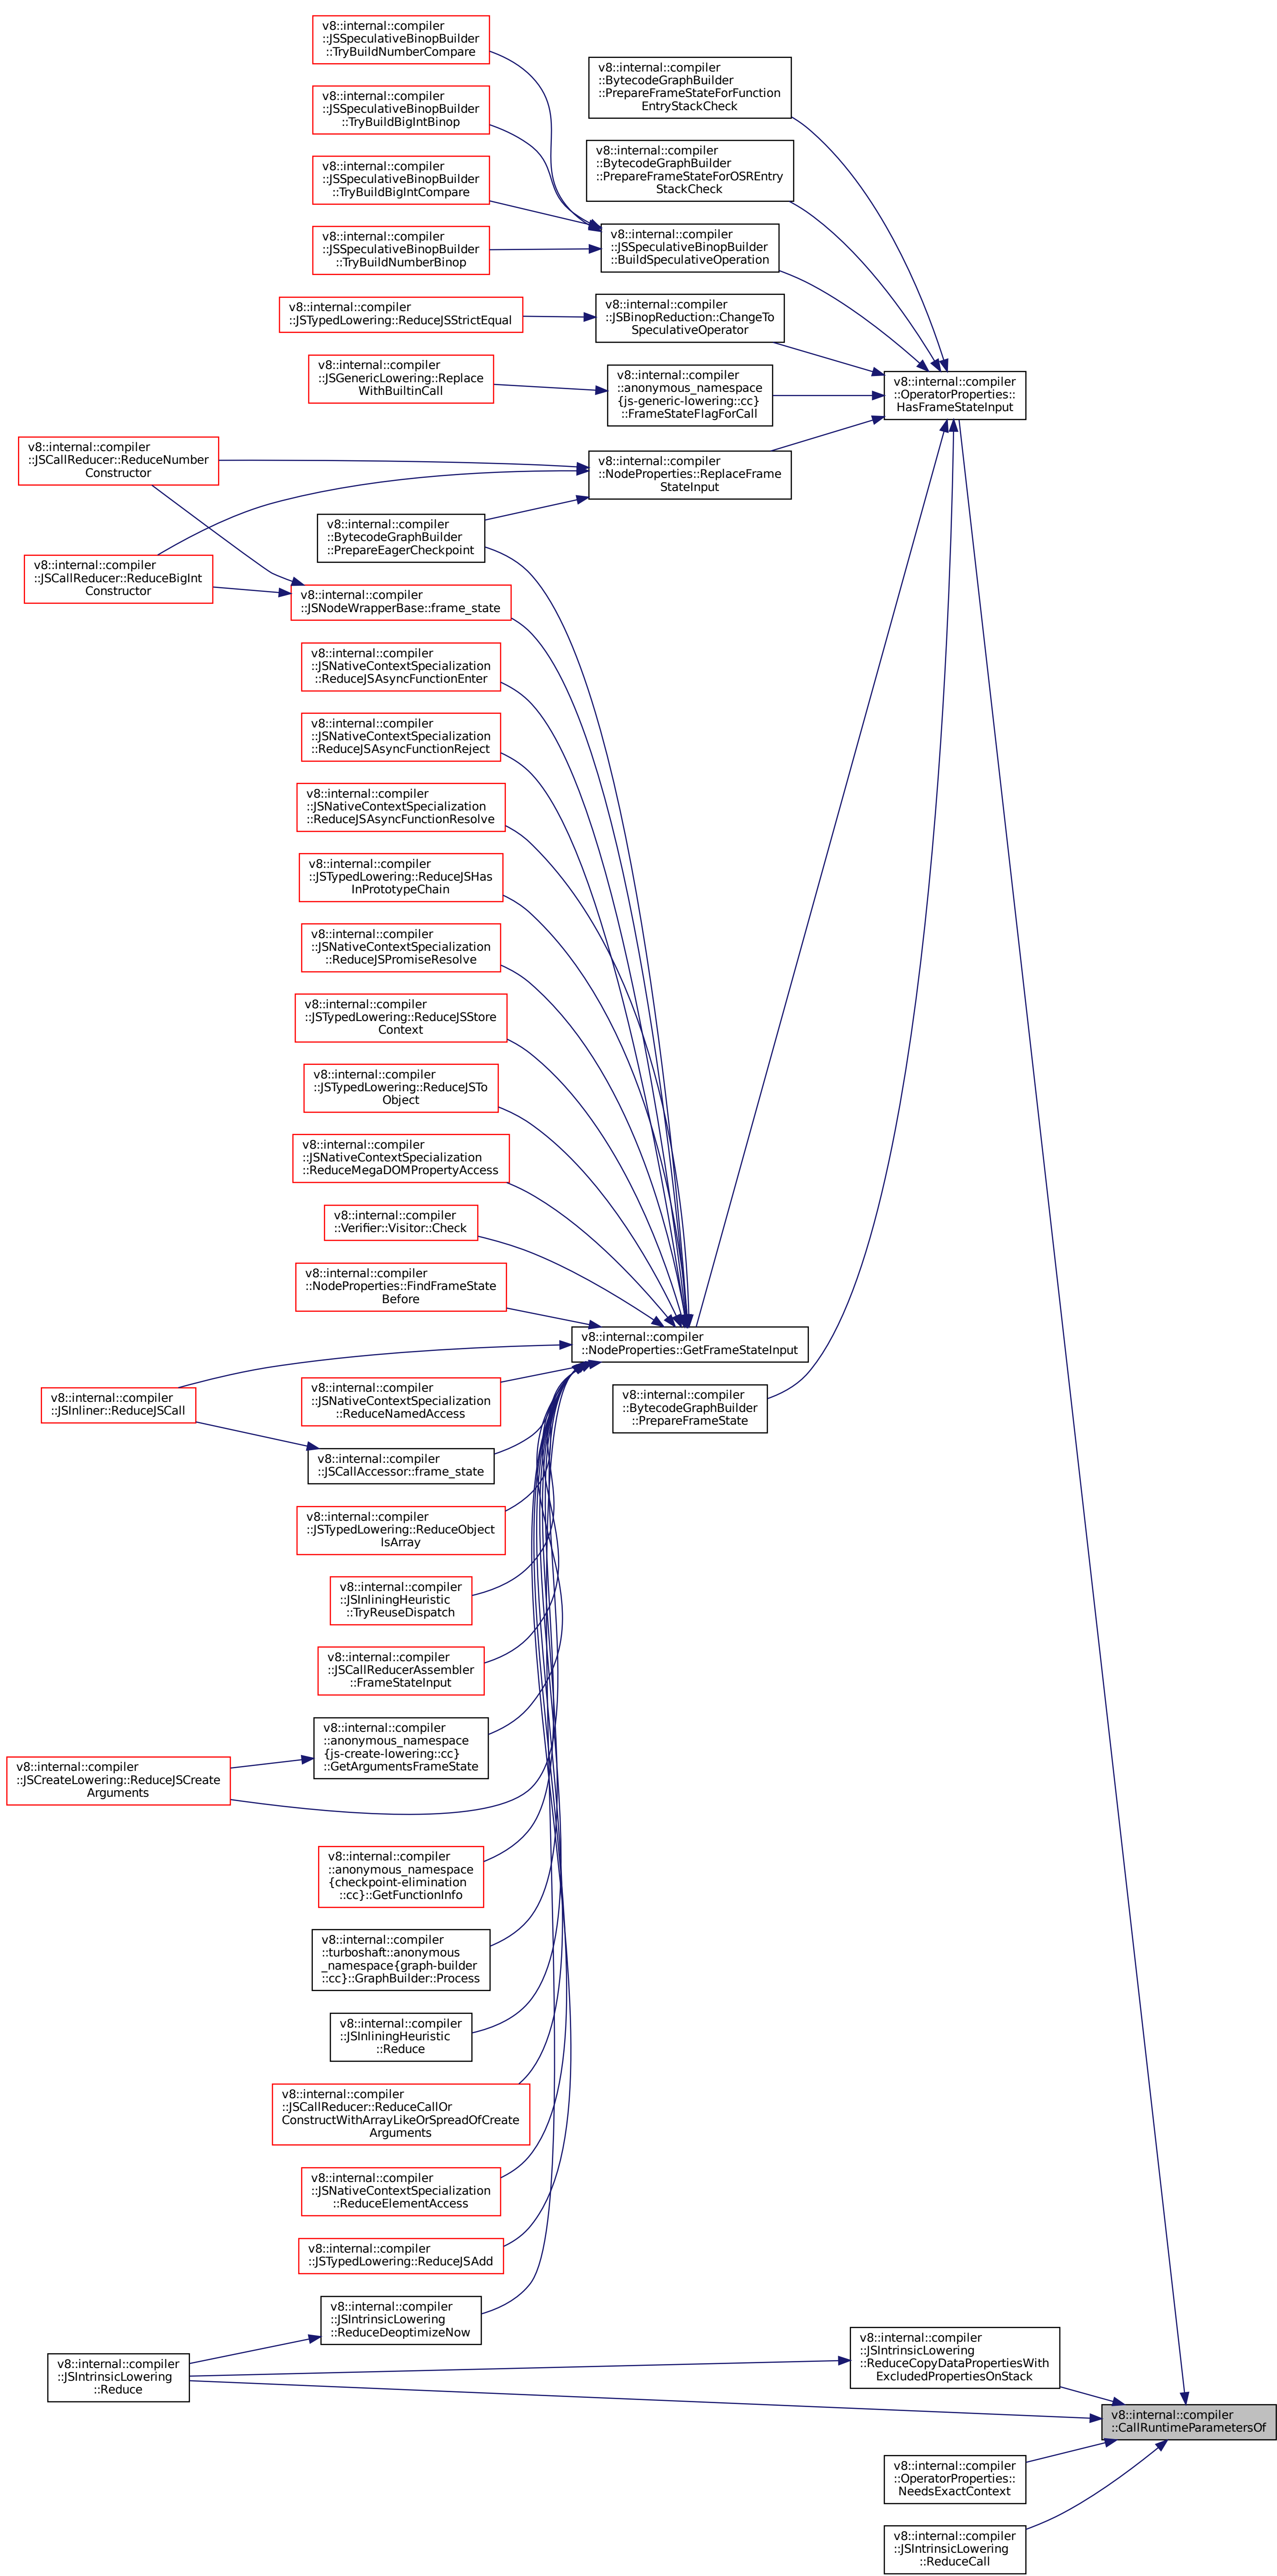 v8::internal::compiler
::JSSpeculativeBinopBuilder
::TryBuildNumberCompare
v8::internal::compiler
::JSSpeculativeBinopBuilder
::TryBuildBigIntBinop
v8::internal::compiler
::JSSpeculativeBinopBuilder
::TryBuildBigIntCompare
v8::internal::compiler
::JSSpeculativeBinopBuilder
::TryBuildNumberBinop
v8::internal::compiler
::BytecodeGraphBuilder
::PrepareFrameStateForFunction
EntryStackCheck
v8::internal::compiler
::BytecodeGraphBuilder
::PrepareFrameStateForOSREntry
StackCheck
v8::internal::compiler
::JSSpeculativeBinopBuilder
::BuildSpeculativeOperation
v8::internal::compiler
::JSTypedLowering::ReduceJSStrictEqual
v8::internal::compiler
::JSBinopReduction::ChangeTo
SpeculativeOperator
v8::internal::compiler
::JSGenericLowering::Replace
WithBuiltinCall
v8::internal::compiler
::anonymous_namespace
{js-generic-lowering::cc}
::FrameStateFlagForCall
v8::internal::compiler
::OperatorProperties::
HasFrameStateInput
v8::internal::compiler
::JSCallReducer::ReduceNumber
Constructor
v8::internal::compiler
::NodeProperties::ReplaceFrame
StateInput
v8::internal::compiler
::BytecodeGraphBuilder
::PrepareEagerCheckpoint
v8::internal::compiler
::JSCallReducer::ReduceBigInt
Constructor
v8::internal::compiler
::JSNodeWrapperBase::frame_state
v8::internal::compiler
::JSNativeContextSpecialization
::ReduceJSAsyncFunctionEnter
v8::internal::compiler
::JSNativeContextSpecialization
::ReduceJSAsyncFunctionReject
v8::internal::compiler
::JSNativeContextSpecialization
::ReduceJSAsyncFunctionResolve
v8::internal::compiler
::JSTypedLowering::ReduceJSHas
InPrototypeChain
v8::internal::compiler
::JSNativeContextSpecialization
::ReduceJSPromiseResolve
v8::internal::compiler
::JSTypedLowering::ReduceJSStore
Context
v8::internal::compiler
::JSTypedLowering::ReduceJSTo
Object
v8::internal::compiler
::JSNativeContextSpecialization
::ReduceMegaDOMPropertyAccess
v8::internal::compiler
::Verifier::Visitor::Check
v8::internal::compiler
::NodeProperties::FindFrameState
Before
v8::internal::compiler
::NodeProperties::GetFrameStateInput
v8::internal::compiler
::JSInliner::ReduceJSCall
v8::internal::compiler
::JSNativeContextSpecialization
::ReduceNamedAccess
v8::internal::compiler
::BytecodeGraphBuilder
::PrepareFrameState
v8::internal::compiler
::JSCallAccessor::frame_state
v8::internal::compiler
::JSTypedLowering::ReduceObject
IsArray
v8::internal::compiler
::JSInliningHeuristic
::TryReuseDispatch
v8::internal::compiler
::JSCallReducerAssembler
::FrameStateInput
v8::internal::compiler
::anonymous_namespace
{js-create-lowering::cc}
::GetArgumentsFrameState
v8::internal::compiler
::JSCreateLowering::ReduceJSCreate
Arguments
v8::internal::compiler
::anonymous_namespace
{checkpoint-elimination
::cc}::GetFunctionInfo
v8::internal::compiler
::turboshaft::anonymous
_namespace{graph-builder
::cc}::GraphBuilder::Process
v8::internal::compiler
::JSInliningHeuristic
::Reduce
v8::internal::compiler
::JSCallReducer::ReduceCallOr
ConstructWithArrayLikeOrSpreadOfCreate
Arguments
v8::internal::compiler
::JSNativeContextSpecialization
::ReduceElementAccess
v8::internal::compiler
::JSTypedLowering::ReduceJSAdd
v8::internal::compiler
::JSIntrinsicLowering
::ReduceDeoptimizeNow
v8::internal::compiler
::JSIntrinsicLowering
::Reduce
v8::internal::compiler
::JSIntrinsicLowering
::ReduceCopyDataPropertiesWith
ExcludedPropertiesOnStack
v8::internal::compiler
::CallRuntimeParametersOf
v8::internal::compiler
::OperatorProperties::
NeedsExactContext
v8::internal::compiler
::JSIntrinsicLowering
::ReduceCall